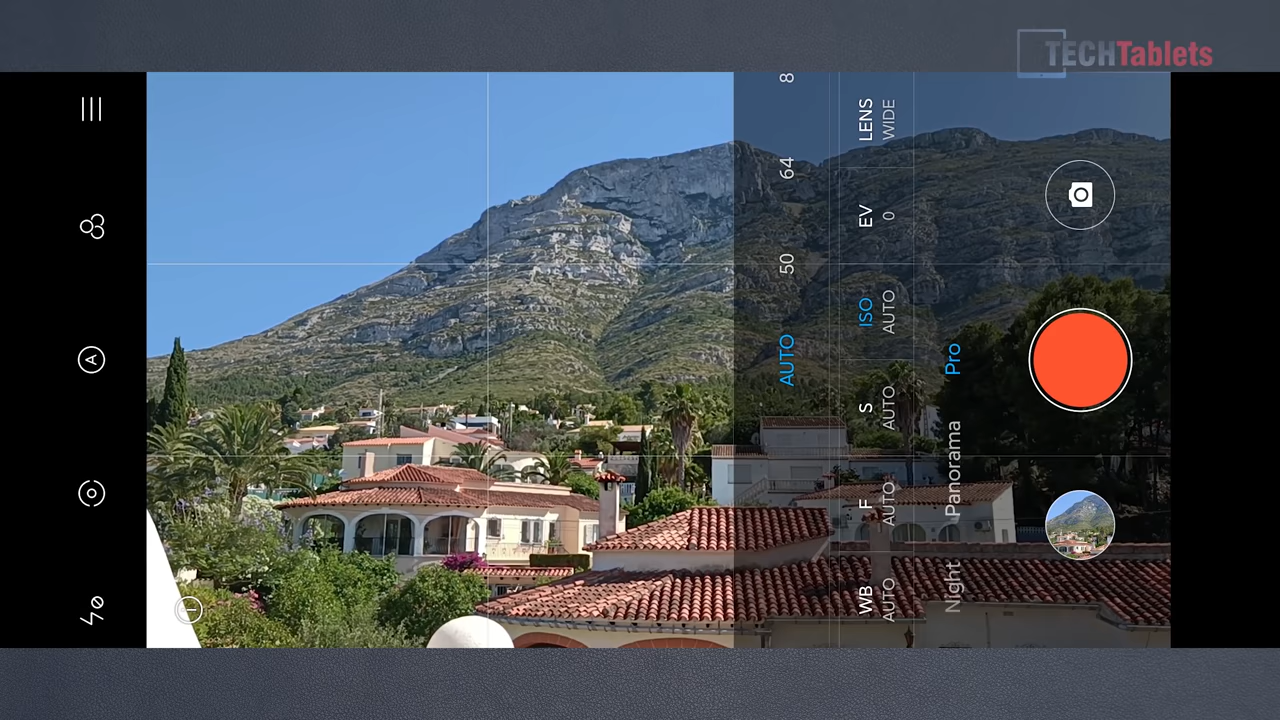 TECHTablets
8
64
50
AUTO
LENS
WIDE
EV
0
ISO
AUTO
S
AUTO
F
AUTO
WB
AUTO
Pro
Panorama
Night
A